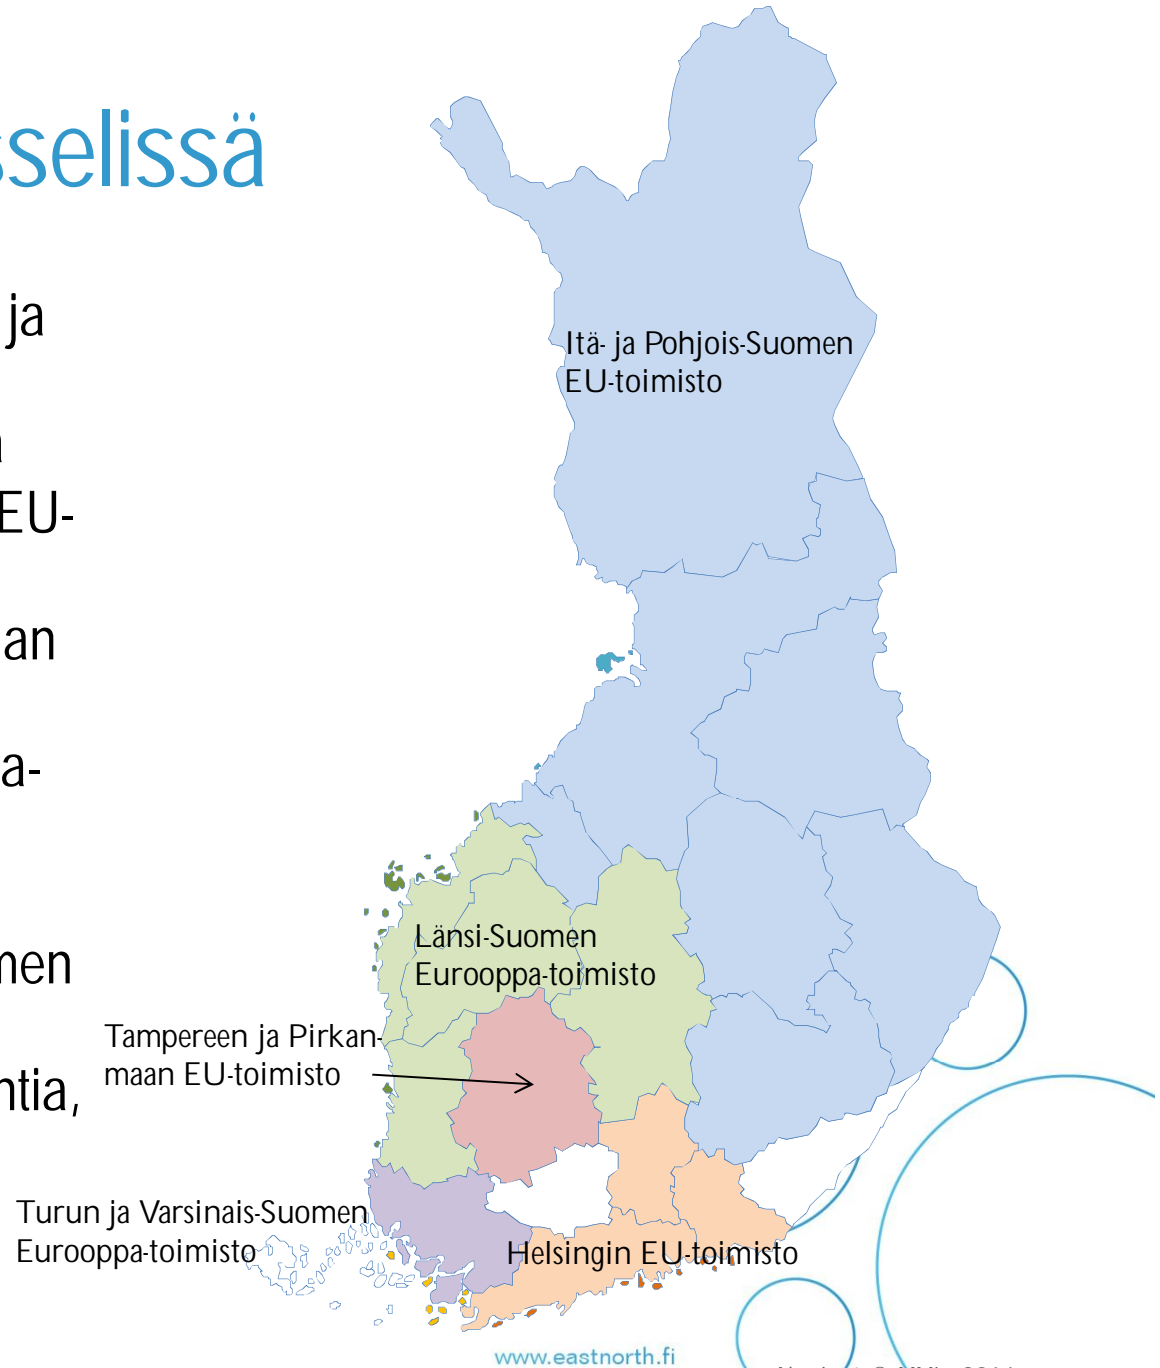 sselissä
ja
EU-
an
a-
men
ntia,
Itä- ja Pohjois-Suomen
EU-toimisto
Länsi-Suomen
Eurooppa-toimisto
Tampereen ja Pirkan-
maan EU-toimisto
Turun ja Varsinais-Suomen
Eurooppa-toimisto
Helsingin EU-toimisto
www.eastnorth.fi